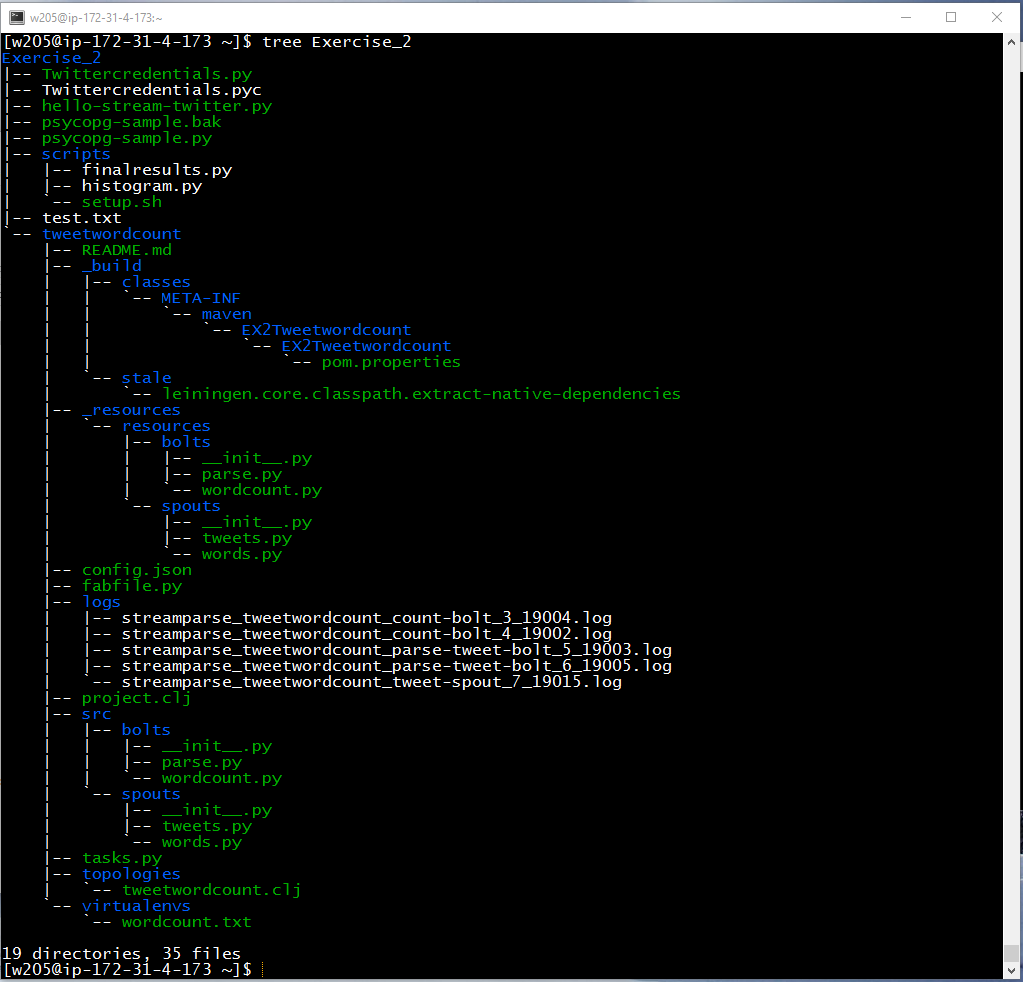 w205@ip-172-31-4-173:~
[w205@ip-172-31-4-173 ~]$ tree Exercise_2
Exercise_2
|-- Twittercredentials.py
|-- Twittercredentials.pyc
|-- hello-stream-twitter.py
|-- psycopg-sample.bak
|-- psycopg-sample.py
|-- scripts
|   |-- finalresults.py
|   |-- histogram.py
|   `-- setup.sh
|-- test.txt
`-- tweetwordcount
    |-- README.md
    |-- _build
    |   |-- classes
    |   |   `-- META-INF
    |   |       `-- maven
    |   |           `-- EX2Tweetwordcount
    |   |               `-- EX2Tweetwordcount
    |   |                   `-- pom.properties
    |   `-- stale
    |       `-- leiningen.core.classpath.extract-native-dependencies
    |-- _resources
    |   `-- resources
    |       |-- bolts
    |       |   |-- __init__.py
    |       |   |-- parse.py
    |       |   `-- wordcount.py
    |       `-- spouts
    |           |-- __init__.py
    |           |-- tweets.py
    |           `-- words.py
    |-- config.json
    |-- fabfile.py
    |-- logs
    |   |-- streamparse_tweetwordcount_count-bolt_3_19004.log
    |   |-- streamparse_tweetwordcount_count-bolt_4_19002.log
    |   |-- streamparse_tweetwordcount_parse-tweet-bolt_5_19003.log
    |   |-- streamparse_tweetwordcount_parse-tweet-bolt_6_19005.log
    |   `-- streamparse_tweetwordcount_tweet-spout_7_19015.log
    |-- project.clj
    |-- src
    |   |-- bolts
    |   |   |-- __init__.py
    |   |   |-- parse.py
    |   |   `-- wordcount.py
    |   `-- spouts
    |       |-- __init__.py
    |       |-- tweets.py
    |       `-- words.py
    |-- tasks.py
    |-- topologies
    |   `-- tweetwordcount.clj
    `-- virtualenvs
        `-- wordcount.txt
19 directories, 35 files
[w205@ip-172-31-4-173 ~]$